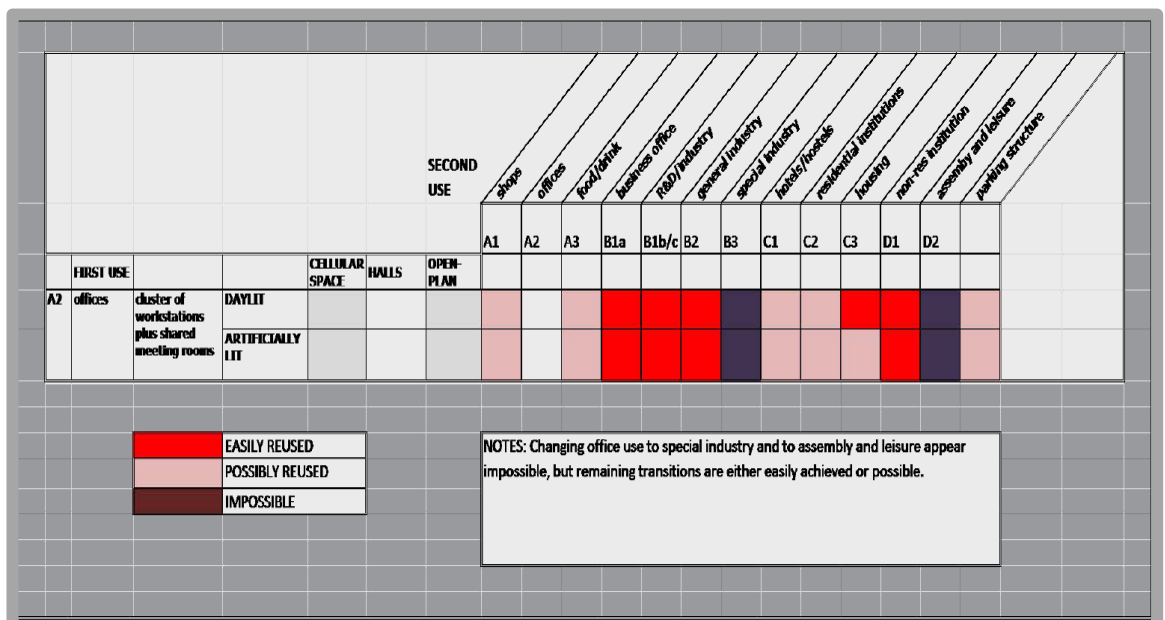 SECOND
USE
shops
offices
food/drink
business office
R&D/industry
general industry
special industry
hotels/hostels
residential institutions
housing
non-res institution
assembly and leisure
parking structure
A1 A2 A3 B1a B1b/c B2 B3 C1 C2 C3 D1 D2
FIRST USE
CELLULAR
SPACE
HALLS
OPEN-
PLAN
A2 offices
cluster of
workstations
plus shared
meeting rooms
DAYLIT
ARTIFICIALLY
LIT
EASILY REUSED
POSSIBLY REUSED
IMPOSSIBLE
NOTES: Changing office use to special industry and to assembly and leisure appear
impossible, but remaining transitions are either easily achieved or possible.